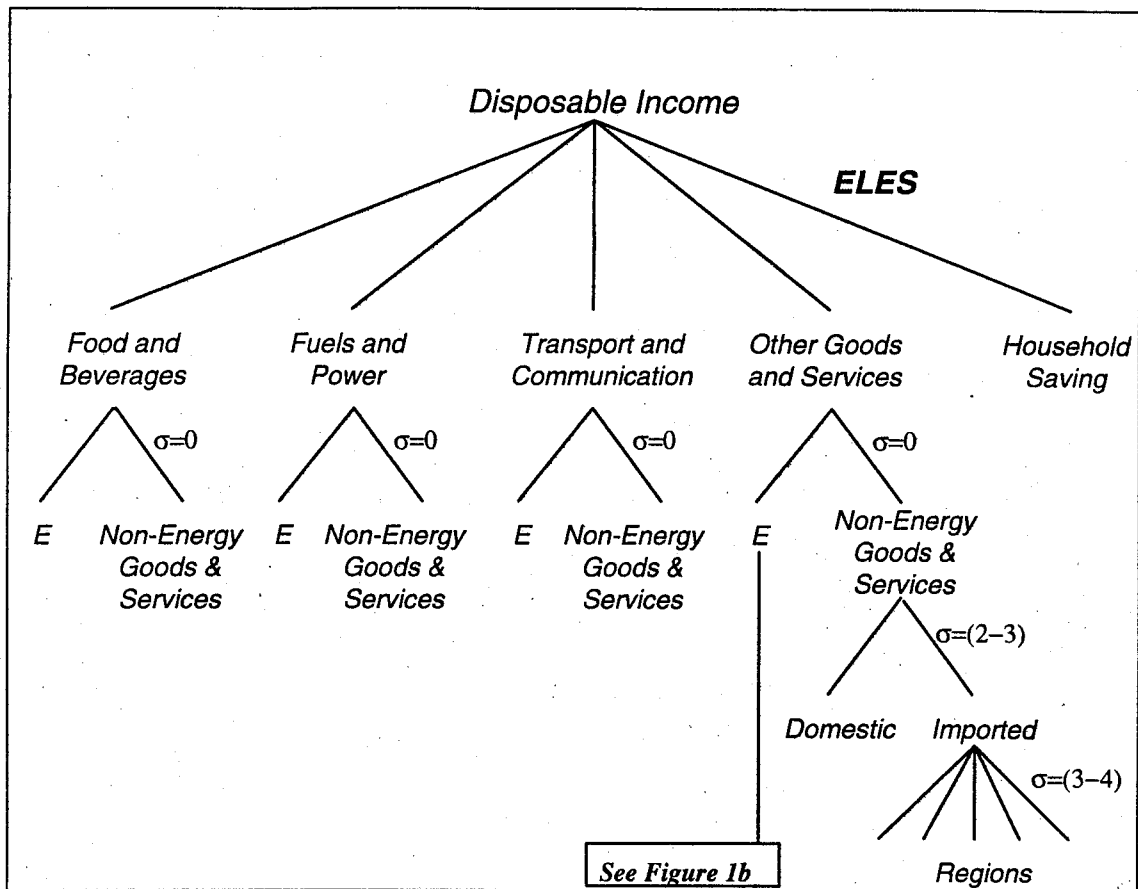 Disposable Income
ELES
Food and
Beverages
Fuels and
Power
Transport and
Communication
Other Goods
and Services
Household
Saving
σ=0
σ=0
σ=0
σ=0
E
Non-Energy
Goods &
Services
E
Non-Energy
Goods &
Services
E
Non-Energy
Goods &
Services
E
Non-Energy
Goods &
Services
σ=(2−3)
Domestic
Imported
σ=(3−4)
See Figure 1b
Regions